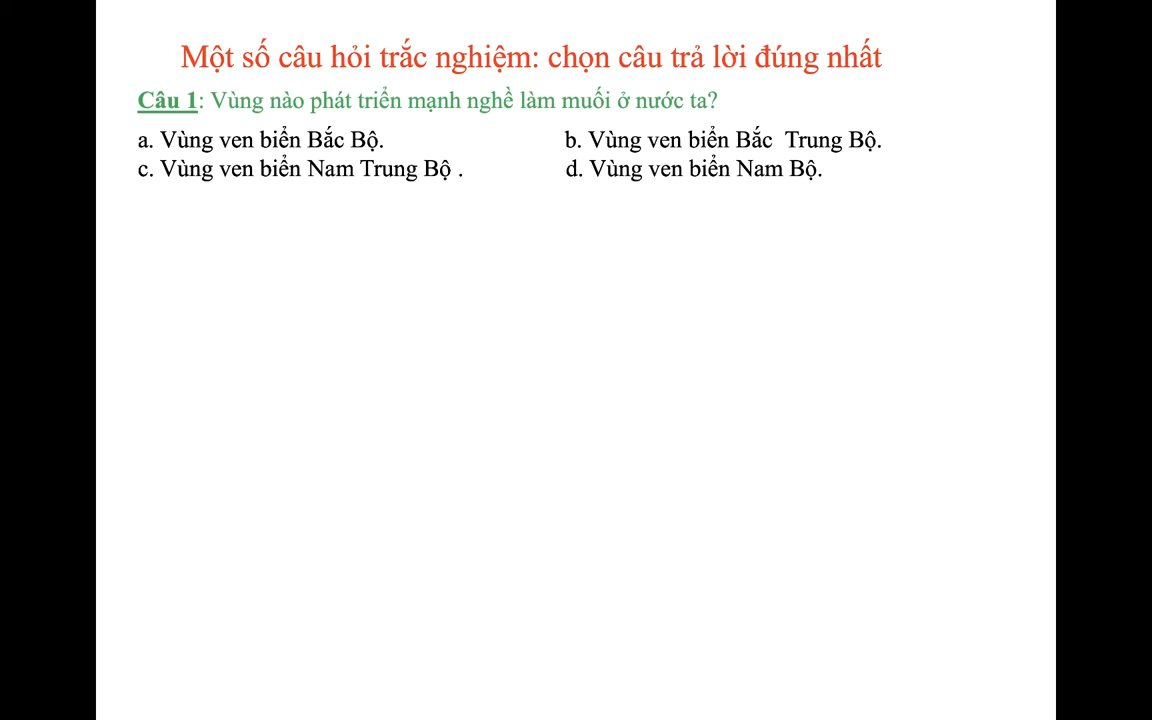 Một số câu hỏi trắc nghiệm: chọn câu trả lời đúng nhất
Câu 1: Vùng nào phát triển mạnh nghề làm muối ở nước ta?
a. Vùng ven biển Bắc Bộ. b. Vùng ven biển Bắc  Trung Bộ.
c. Vùng ven biển Nam Trung Bộ . d. Vùng ven biển Nam Bộ.